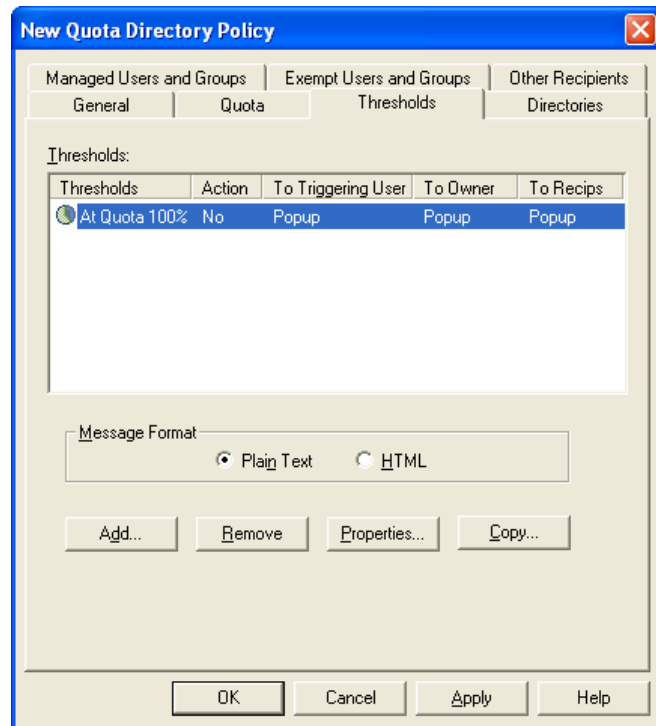 New Quota Directory Policy
Managed Users and Groups Exempt Users and Groups Other Recipients
General Quota Thresholds Directories
Thresholds:
Thresholds Action To Triggering User To Owner To Recips
At Quota 100% No Popup Popup Popup
Message Format
Plain Text HTML
Add... Remove Properties... Copy...
OK Cancel Apply Help